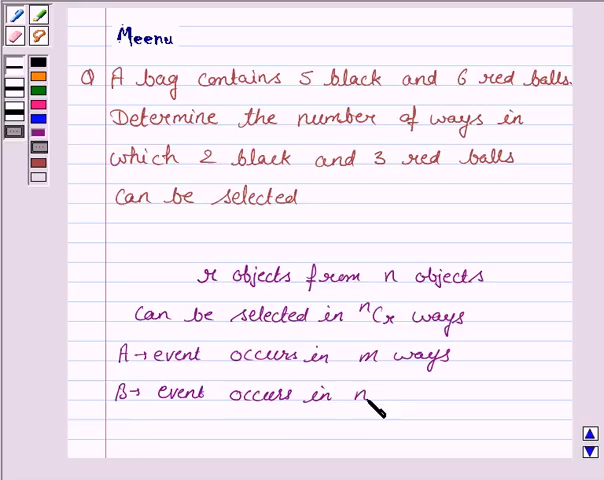 Meenu
Q A bag contains 5 black and 6 red balls.
Determine the number of ways in
which 2 black and 3 red balls
can be selected
r objects from n objects
can be selected in ⁿCr ways
A → event occurs in m ways
B → event occurs in n